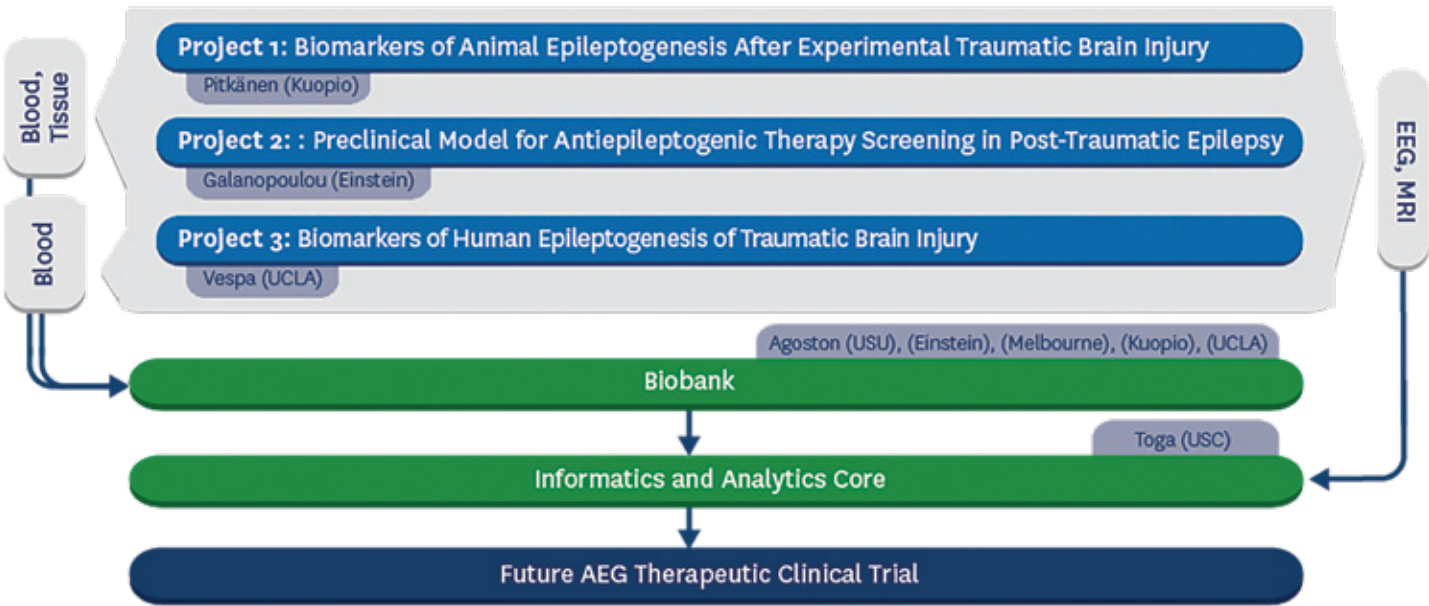 Blood,
Tissue
Blood
Project 1: Biomarkers of Animal Epileptogenesis After Experimental Traumatic Brain Injury
Pitkänen (Kuopio)
Project 2: : Preclinical Model for Antiepileptogenic Therapy Screening in Post-Traumatic Epilepsy
Galanopoulou (Einstein)
Project 3: Biomarkers of Human Epileptogenesis of Traumatic Brain Injury
Vespa (UCLA)
EEG, MRI
Agoston (USU), (Einstein), (Melbourne), (Kuopio), (UCLA)
Biobank
Toga (USC)
Informatics and Analytics Core
Future AEG Therapeutic Clinical Trial